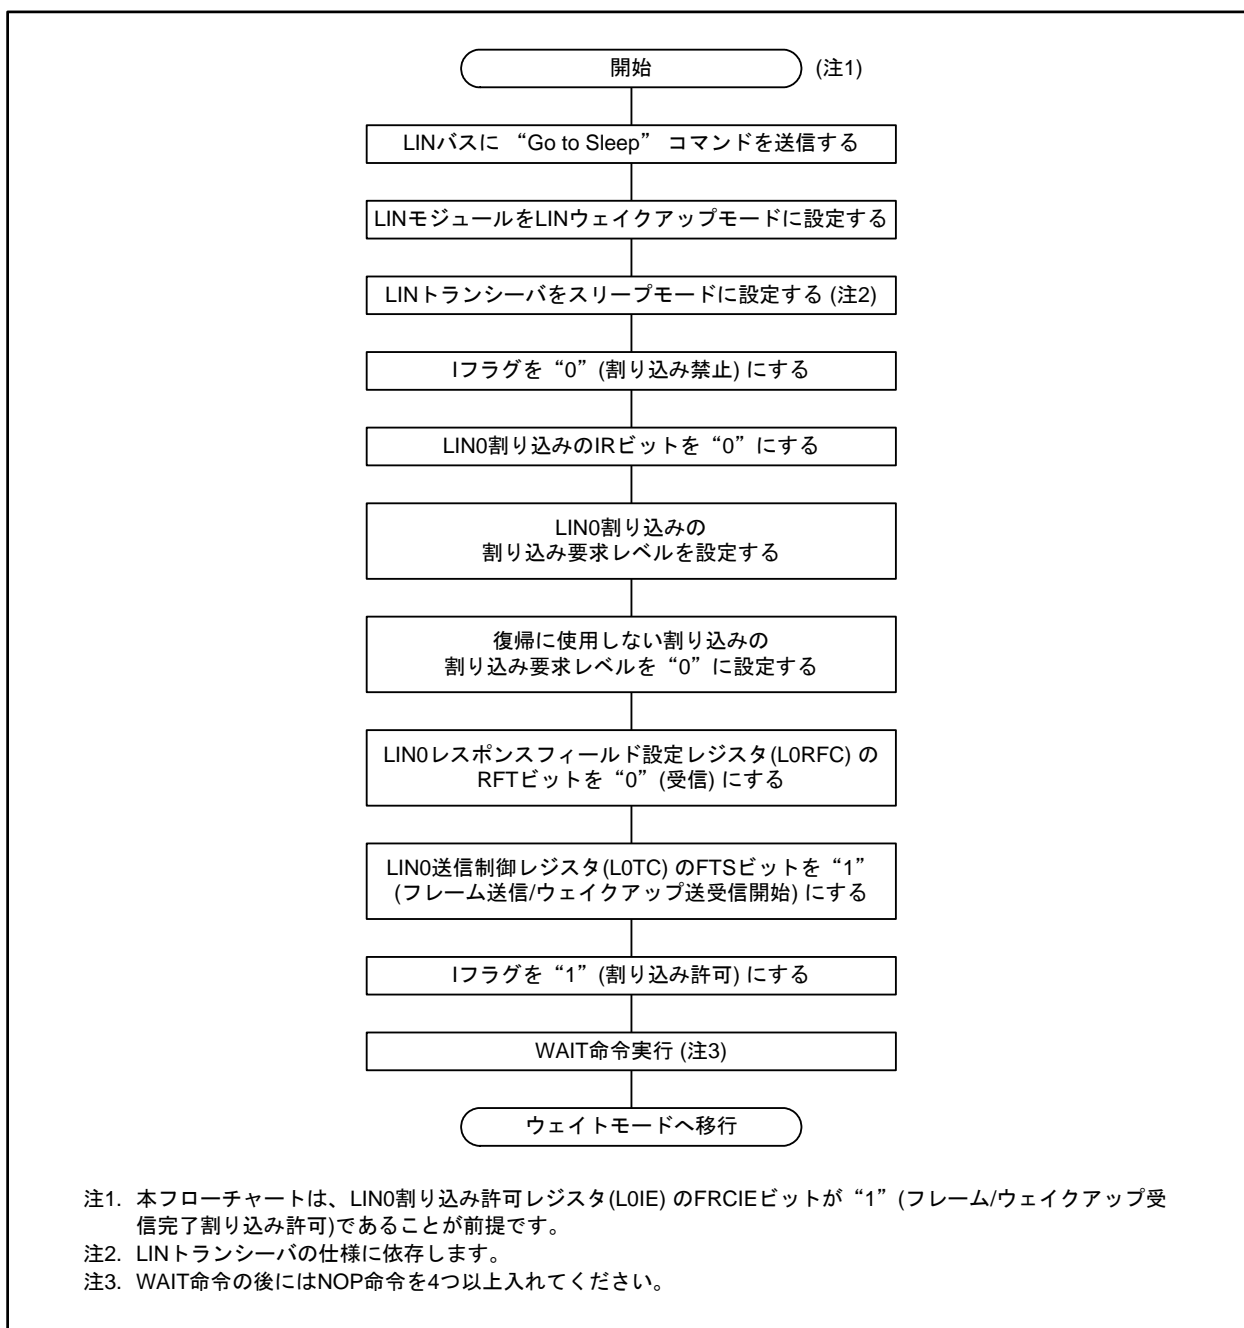 開始 (注1)
LINバスに “Go to Sleep” コマンドを送信する
LINモジュールをLINウェイクアップモードに設定する
LINトランシーバをスリープモードに設定する (注2)
Iフラグを“0”(割り込み禁止) にする
LIN0割り込みのIRビットを“0”にする
LIN0割り込みの
割り込み要求レベルを設定する
復帰に使用しない割り込みの
割り込み要求レベルを“0”に設定する
LIN0レスポンスフィールド設定レジスタ(L0RFC) の
RFTビットを“0”(受信) にする
LIN0送信制御レジスタ(L0TC) のFTSビットを“1”
(フレーム送信/ウェイクアップ送受信開始) にする
Iフラグを“1”(割り込み許可) にする
WAIT命令実行 (注3)
ウェイトモードへ移行
注1. 本フローチャートは、LIN0割り込み許可レジスタ(L0IE) のFRCIEビットが“1”(フレーム/ウェイクアップ受
信完了割り込み許可)であることが前提です。
注2. LINトランシーバの仕様に依存します。
注3. WAIT命令の後にはNOP命令を4つ以上入れてください。